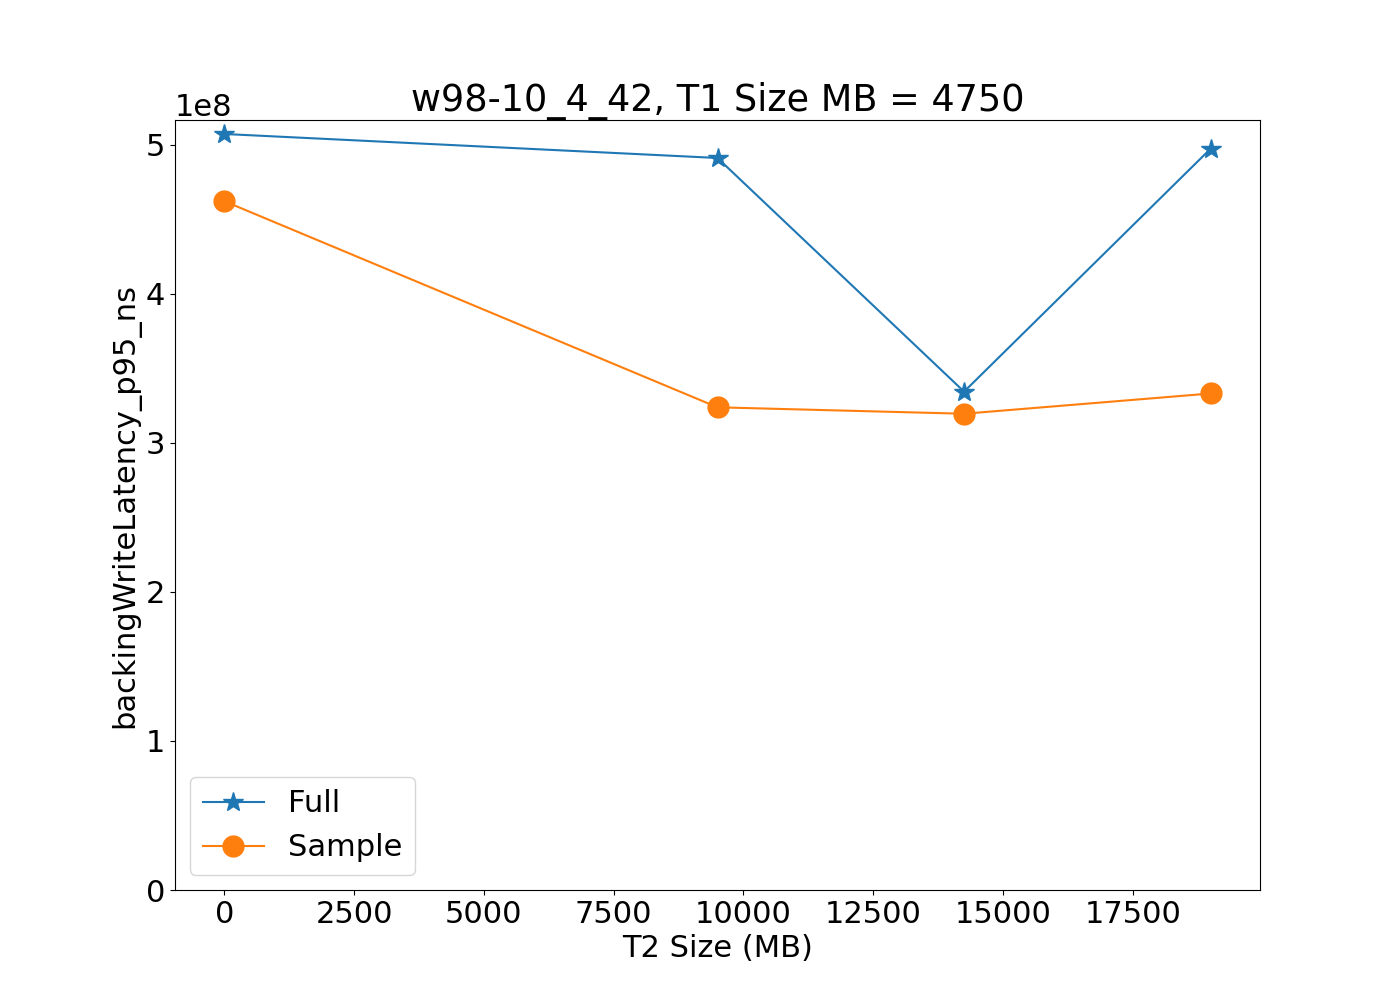 w98-10_4_42, T1 Size MB = 4750
1e8
5
4
3
2
1
0
backingWriteLatency_p95_ns
Full
Sample
0 2500 5000 7500 10000 12500 15000 17500
T2 Size (MB)